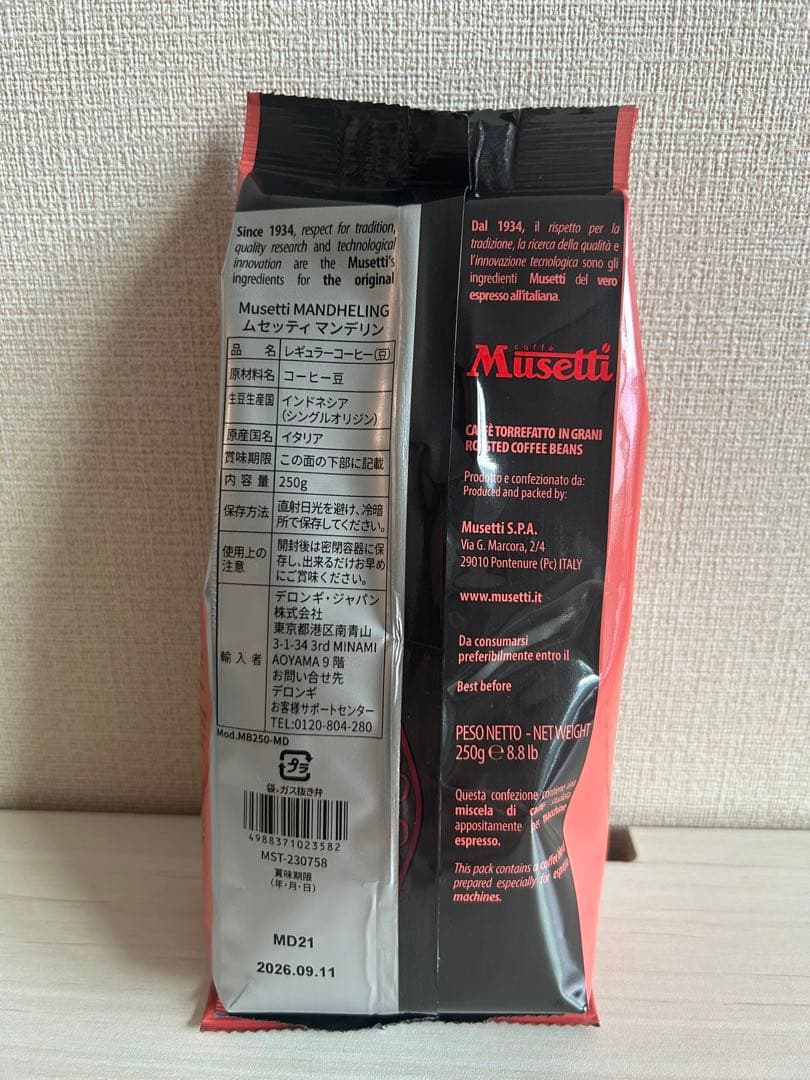 Since 1934, respect for tradition,
quality research and technological
innovation are the Musetti's
ingredients for the original
Musetti MANDHELING
ムセッティ マンデリン
品 名 レギュラーコーヒー(豆)
原材料名 コーヒー豆
生豆生産国 インドネシア
(シングルオリジン)
原産国名 イタリア
賞味期限 この面の下部に記載
内容量 250g
保存方法 直射日光を避け、冷暗
所で保存してください。
使用上の
注意
開封後は密閉容器に保
存し、出来るだけお早め
にご賞味ください。
輸入者
デロンギ・ジャパン
株式会社
東京都港区南青山
3-1-34 3rd MINAMI
AOYAMA 9 階
お問い合せ先
デロンギ
お客様サポートセンター
TEL:0120-804-280
Mod.MB250-MD
プラ
袋・ガス抜き弁
4988371023582
MST-230758
賞味期限
(年・月・日)
MD21
2026.09.11
Dal 1934, il rispetto per la
tradizione, la ricerca della qualità e
l'innovazione tecnologica sono gli
ingredienti Musetti del vero
espresso all'italiana.
caffè
Musetti
CAFFÈ TORREFATTO IN GRANI
ROASTED COFFEE BEANS
Prodotto e confezionato da:
Produced and packed by:
Musetti S.P.A.
Via G. Marcora, 2/4
29010 Pontenure (Pc) ITALY
www.musetti.it
Da consumarsi
preferibilmente entro il
Best before
PESO NETTO - NET WEIGHT
250g ℮ 8.8 lb
Questa confezione contiene una
miscela di caffè studiata
appositamente per macchine
espresso.
This pack contains a coffee blend
prepared especially for espresso
machines.